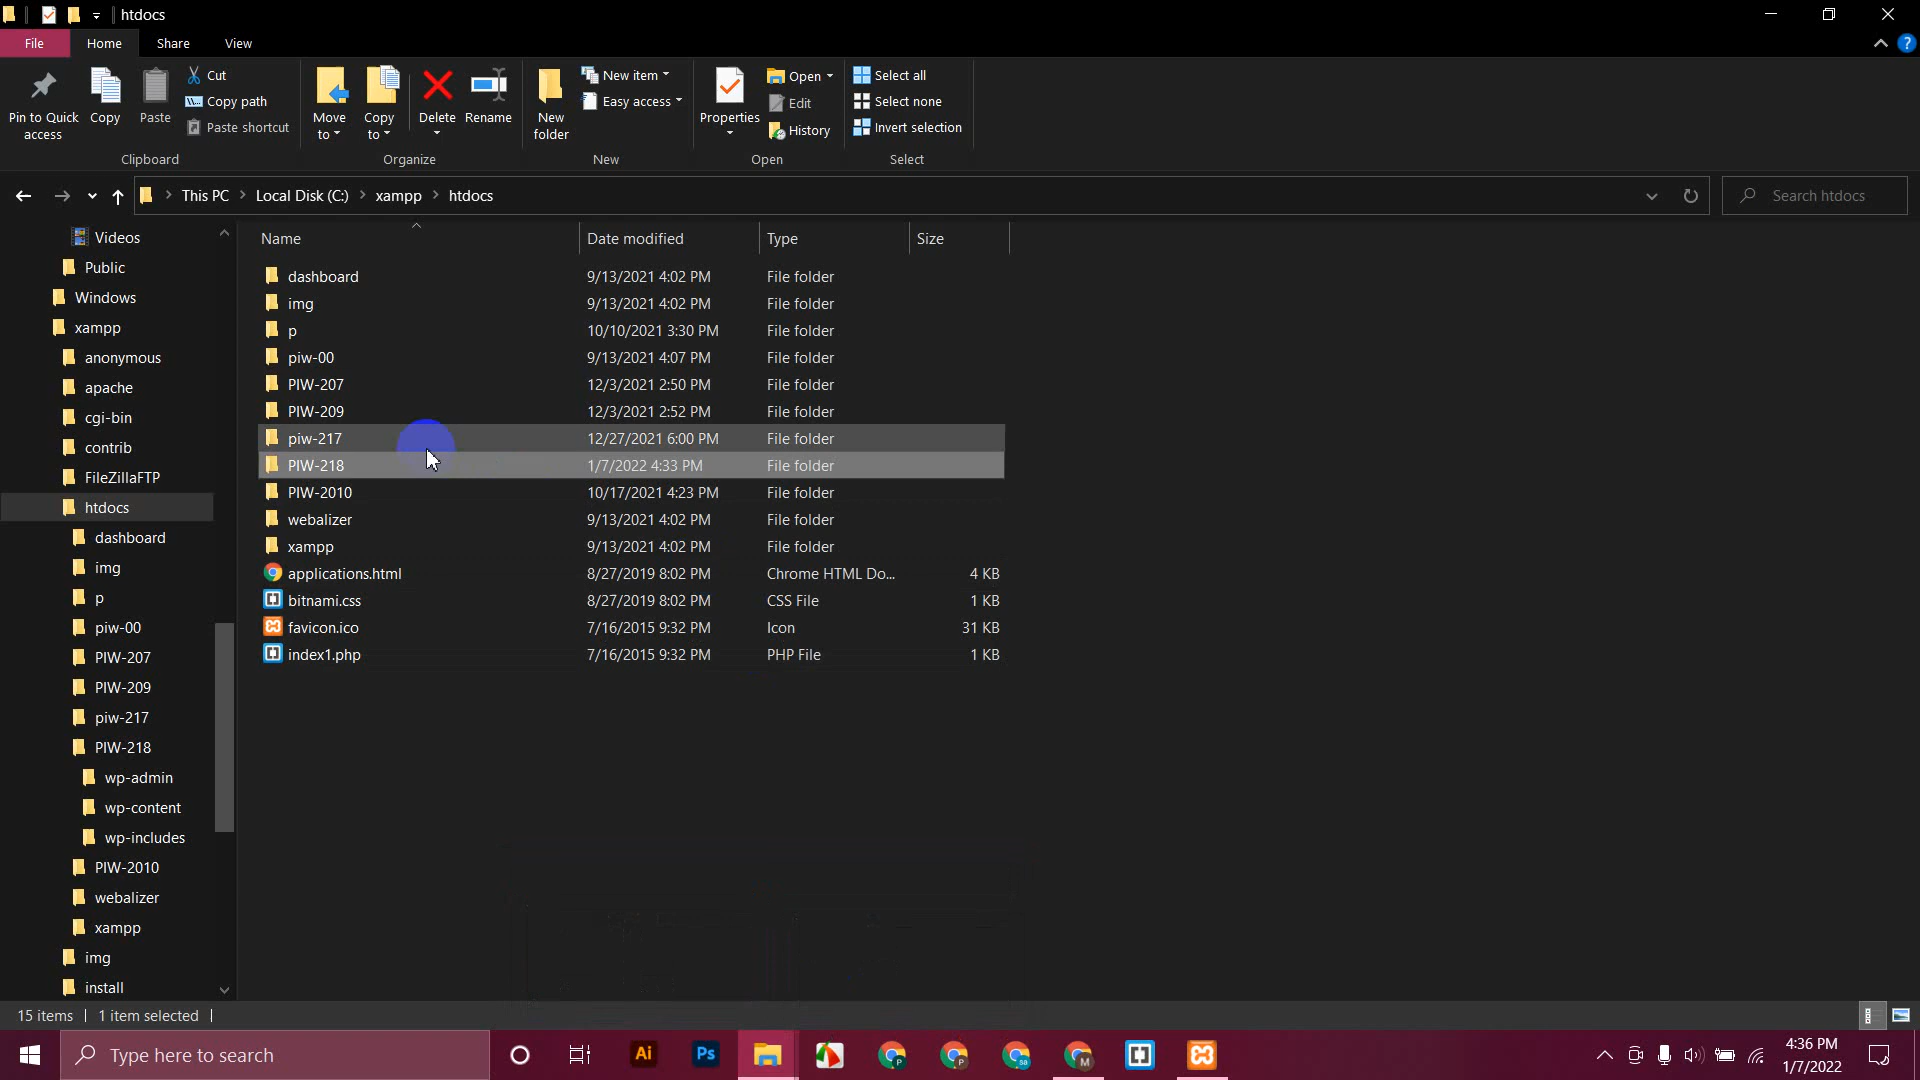 htdocs
File Home Share View
Pin to Quick access
Copy
Paste
Cut
Copy path
Paste shortcut
Move to
Copy to
Delete
Rename
New folder
New item
Easy access
Properties
Open
Edit
History
Select all
Select none
Invert selection
Clipboard Organize New Open Select
This PC > Local Disk (C:) > xampp > htdocs
Search htdocs
Videos
Public
Windows
xampp
anonymous
apache
cgi-bin
contrib
FileZillaFTP
htdocs
dashboard
img
p
piw-00
PIW-207
PIW-209
piw-217
PIW-218
wp-admin
wp-content
wp-includes
PIW-2010
webalizer
xampp
img
install
Name Date modified Type Size
dashboard 9/13/2021 4:02 PM File folder
img 9/13/2021 4:02 PM File folder
p 10/10/2021 3:30 PM File folder
piw-00 9/13/2021 4:07 PM File folder
PIW-207 12/3/2021 2:50 PM File folder
PIW-209 12/3/2021 2:52 PM File folder
piw-217 12/27/2021 6:00 PM File folder
PIW-218 1/7/2022 4:33 PM File folder
PIW-2010 10/17/2021 4:23 PM File folder
webalizer 9/13/2021 4:02 PM File folder
xampp 9/13/2021 4:02 PM File folder
applications.html 8/27/2019 8:02 PM Chrome HTML Do... 4 KB
bitnami.css 8/27/2019 8:02 PM CSS File 1 KB
favicon.ico 7/16/2015 9:32 PM Icon 31 KB
index1.php 7/16/2015 9:32 PM PHP File 1 KB
15 items 1 item selected
Type here to search
Ai
Ps
4:36 PM
1/7/2022